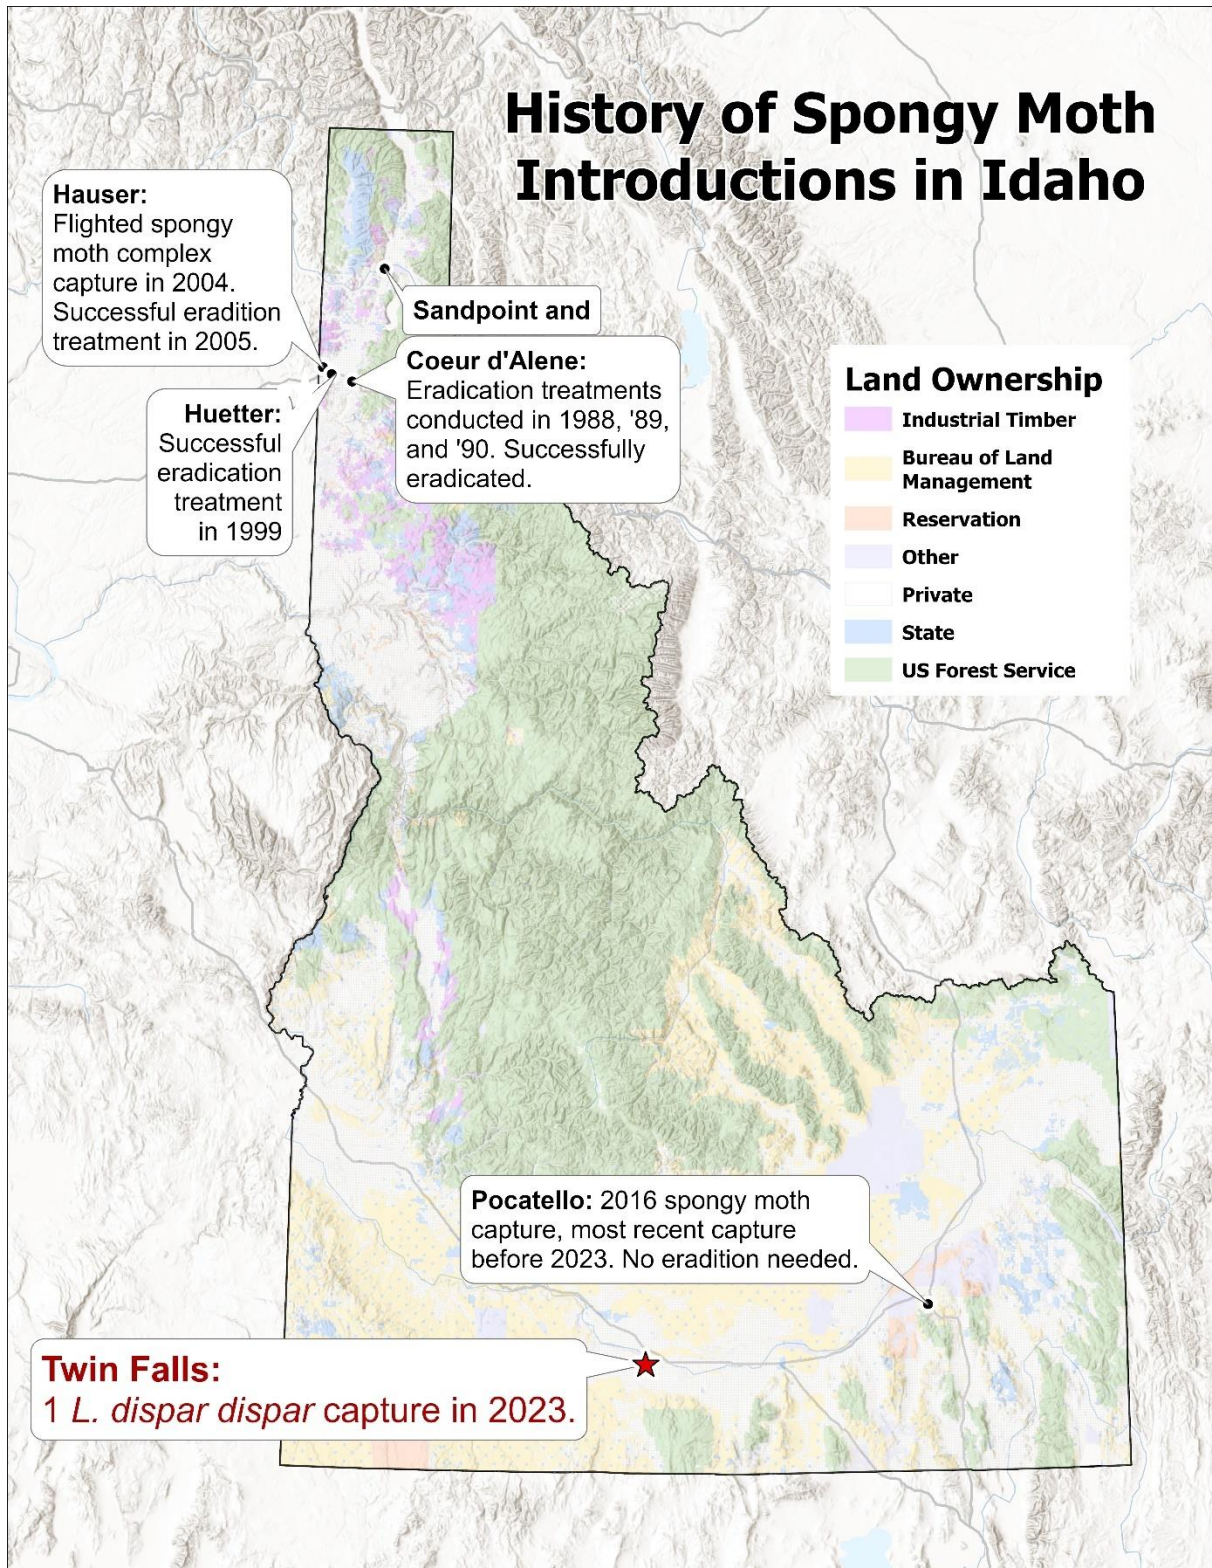 History of Spongy Moth
Introductions in Idaho
Hauser:
Flighted spongy
moth complex
capture in 2004.
Successful eradition
treatment in 2005.
Sandpoint and
Coeur d'Alene:
Eradication treatments
conducted in 1988, '89,
and '90. Successfully
eradicated.
Huetter:
Successful
eradication
treatment
in 1999
Land Ownership
Industrial Timber
Bureau of Land
Management
Reservation
Other
Private
State
US Forest Service
Pocatello: 2016 spongy moth
capture, most recent capture
before 2023. No eradition needed.
Twin Falls:
1 L. dispar dispar capture in 2023.